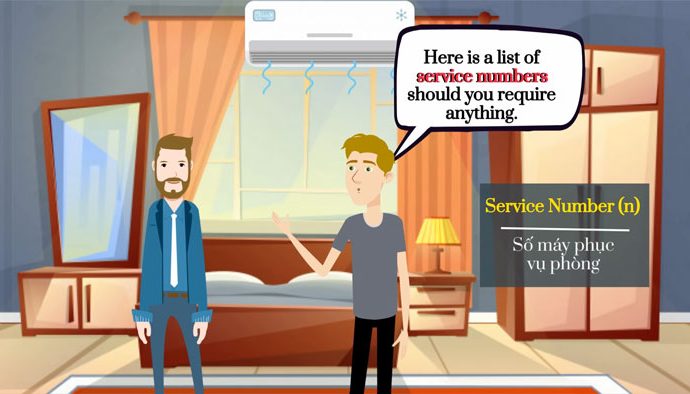 Here is a list of
service numbers
should you require
anything.
Service Number (n)
Số máy phục
vụ phòng